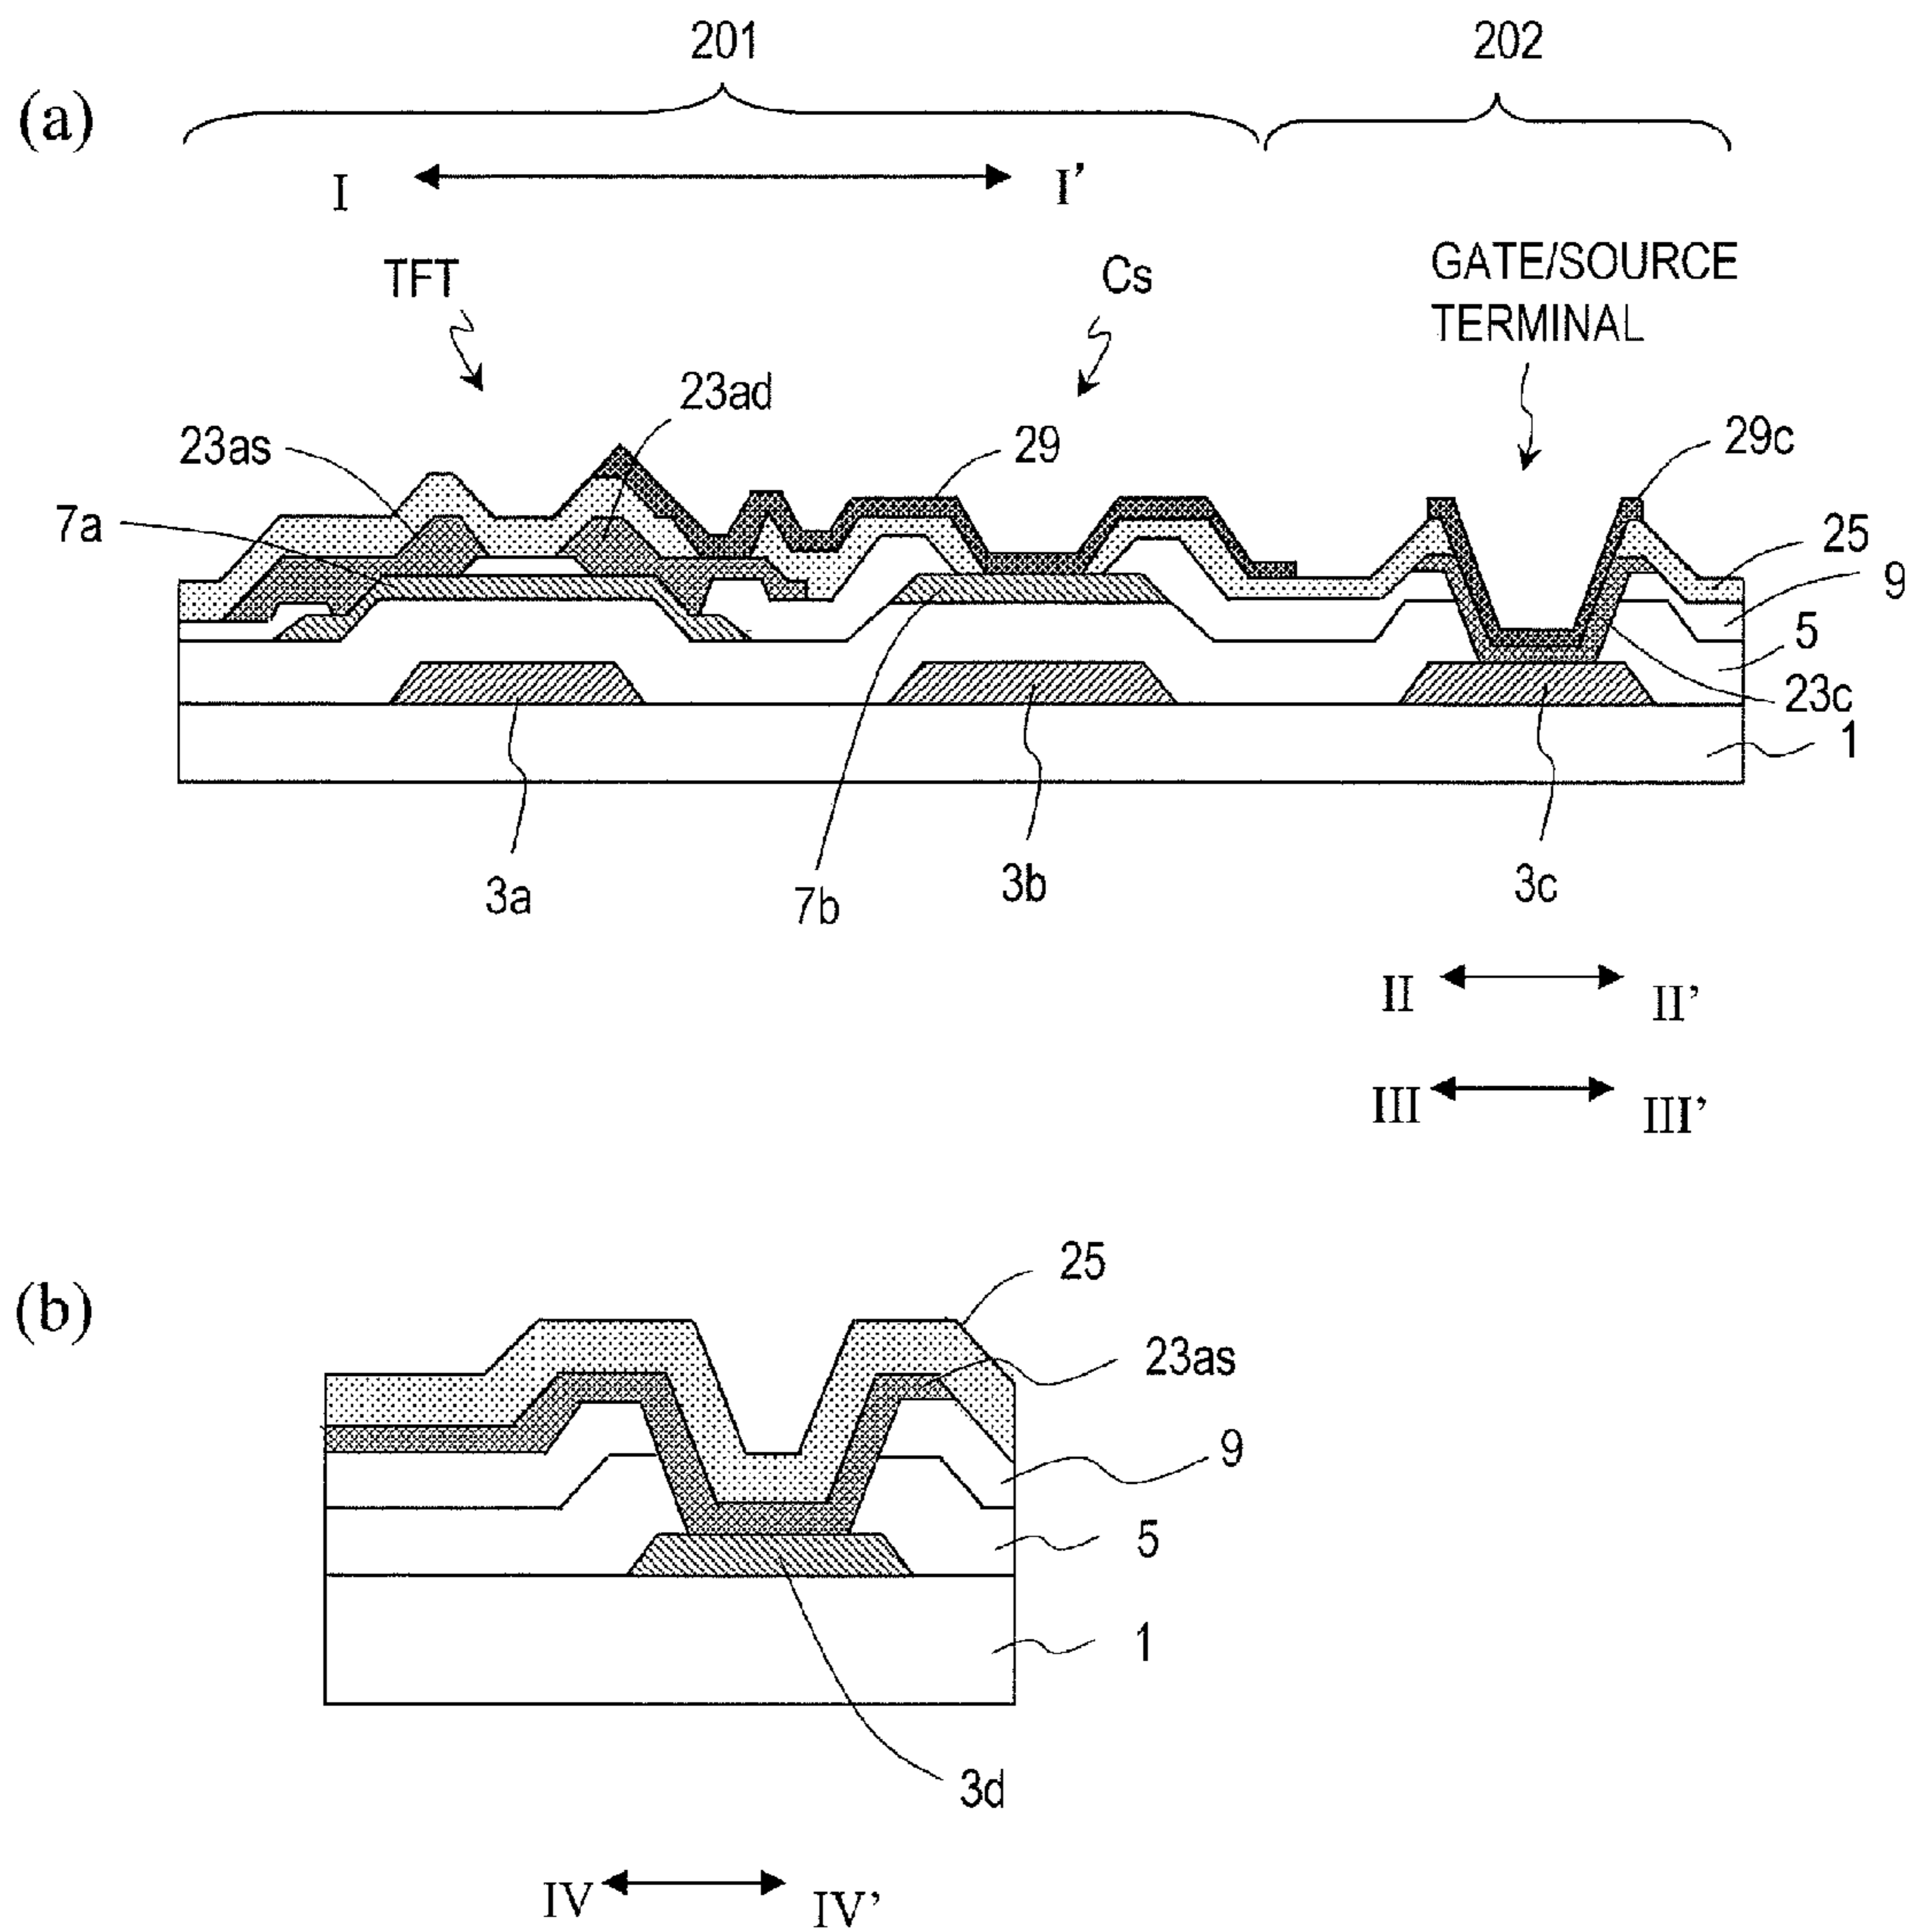 201
202
(a)
I
I’
TFT
Cs
GATE/SOURCE
TERMINAL
23as
23ad
29
29c
7a
25
9
5
23c
1
3a
7b
3b
3c
II
II’
III
III’
(b)
25
23as
9
5
1
3d
IV
IV’